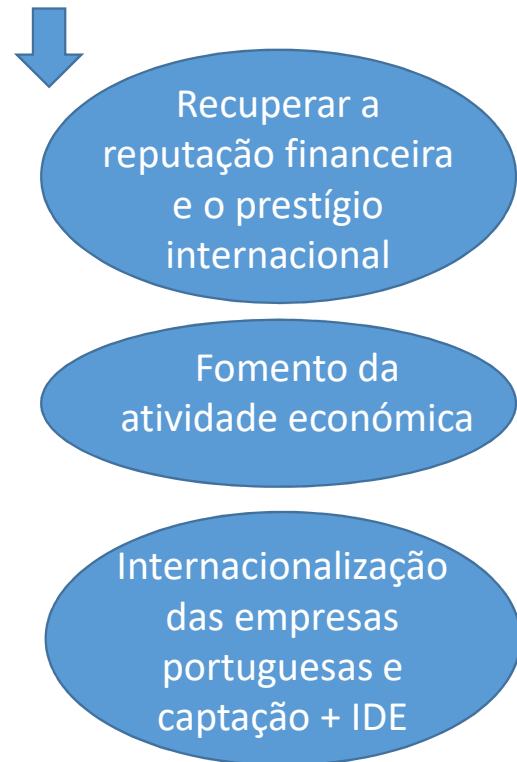 Recuperar a
reputação financeira
e o prestígio
internacional
Fomento da
atividade económica
Internacionalização
das empresas
portuguesas e
captação + IDE